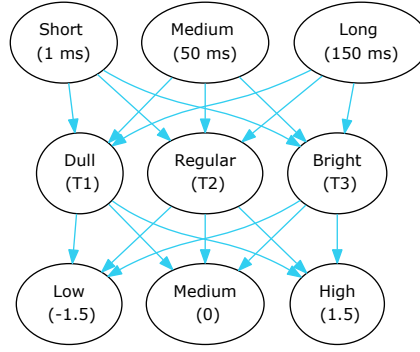 Short
(1 ms)
Medium
(50 ms)
Long
(150 ms)
Dull
(T1)
Regular
(T2)
Bright
(T3)
Low
(-1.5)
Medium
(0)
High
(1.5)